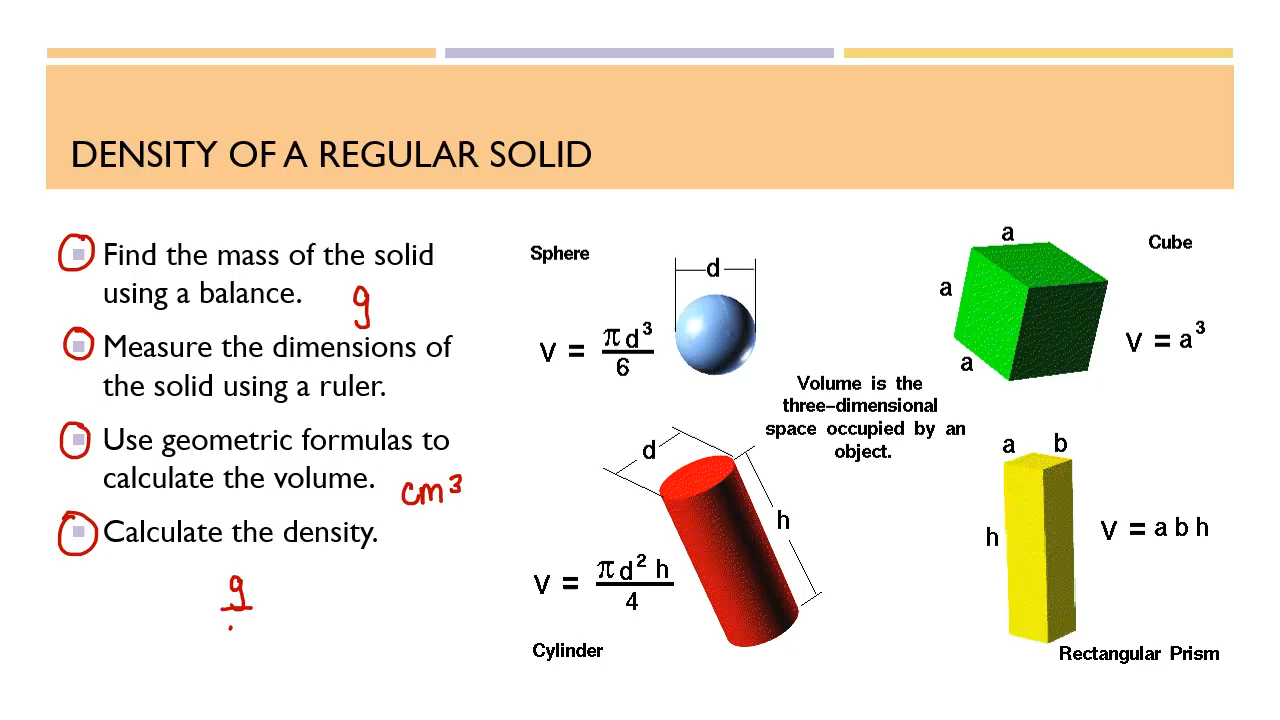 DENSITY OF A REGULAR SOLID
Find the mass of the solid
using a balance.
g
Measure the dimensions of
the solid using a ruler.
Use geometric formulas to
calculate the volume.
cm³
Calculate the density.
g
Sphere
d
V = πd³/6
Cube
a
a
a
V = a³
Volume is the
three-dimensional
space occupied by an
object.
d
h
V = πd²h/4
Cylinder
a b
h
V = a b h
Rectangular Prism